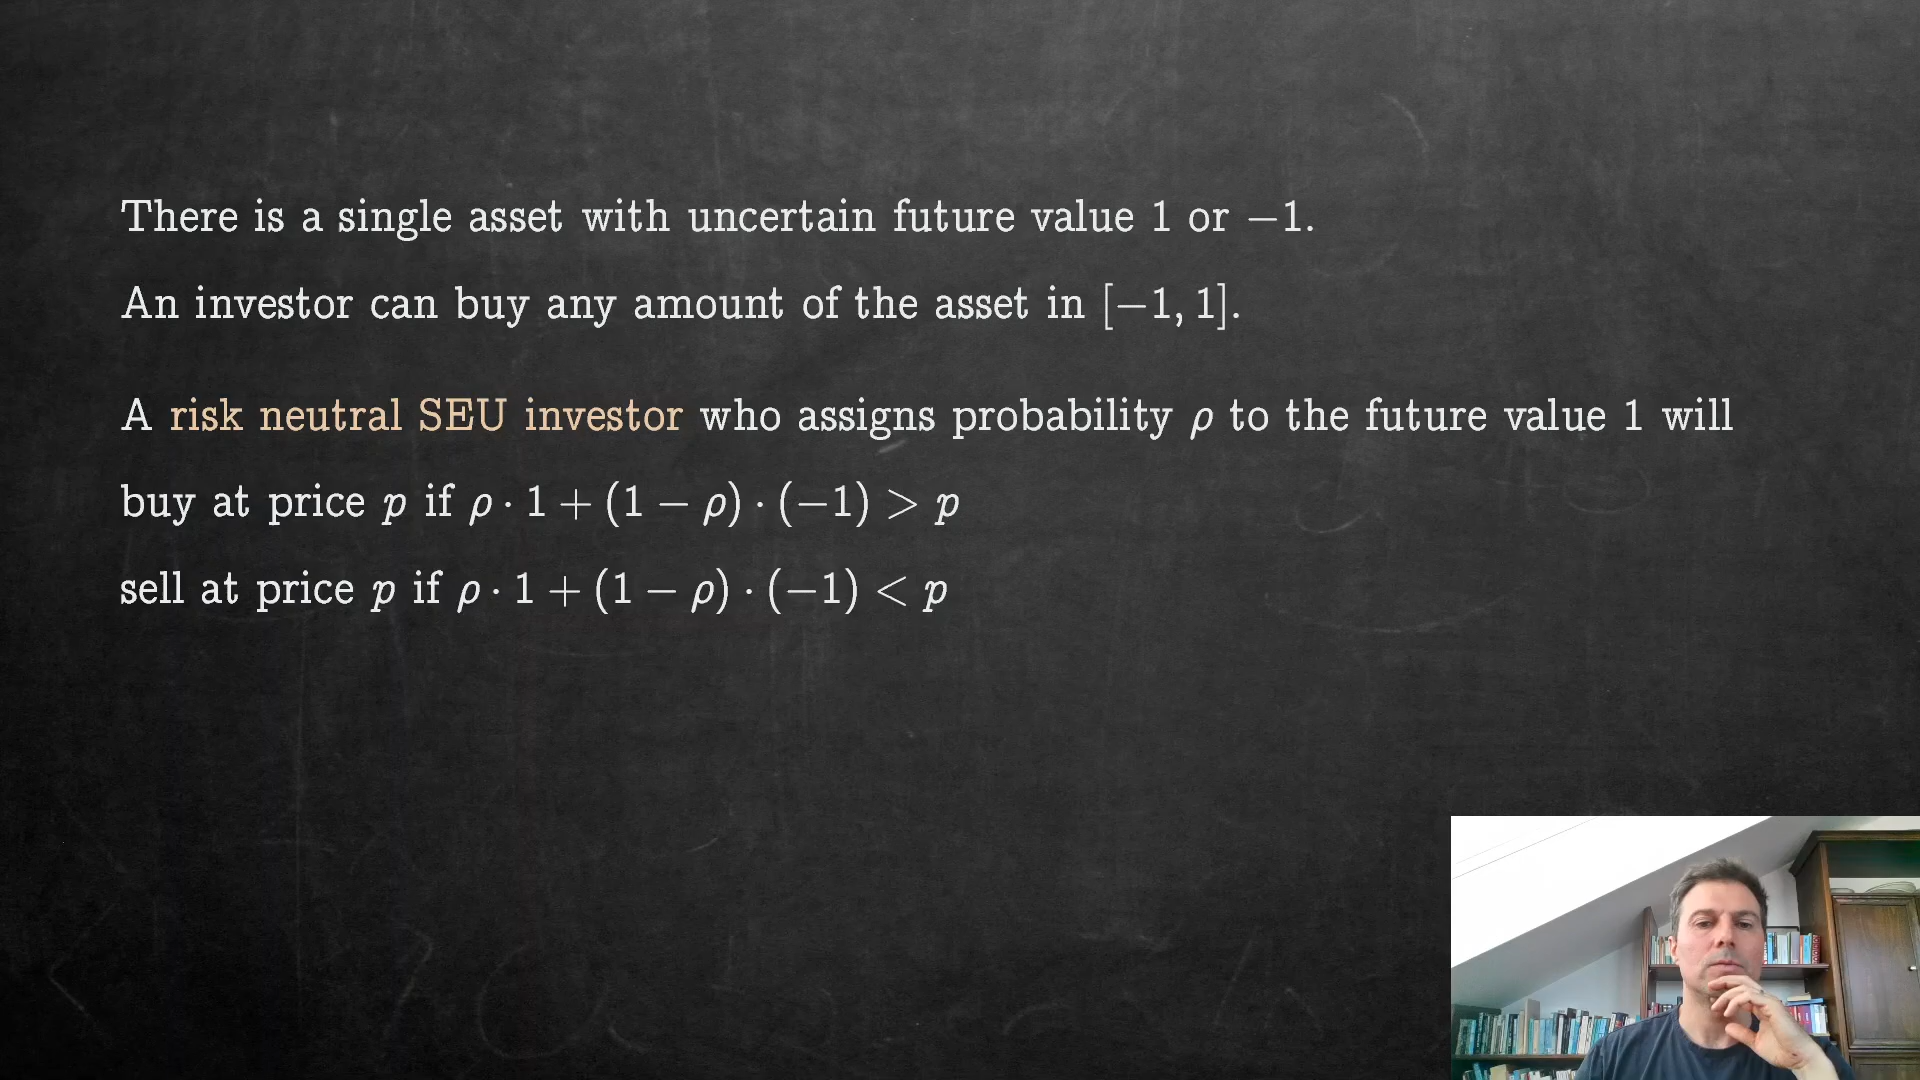 There is a single asset with uncertain future value 1 or −1.
An investor can buy any amount of the asset in [−1, 1].
A risk neutral SEU investor who assigns probability ρ to the future value 1 will
buy at price p if ρ · 1 + (1 − ρ) · (−1) > p
sell at price p if ρ · 1 + (1 − ρ) · (−1) < p